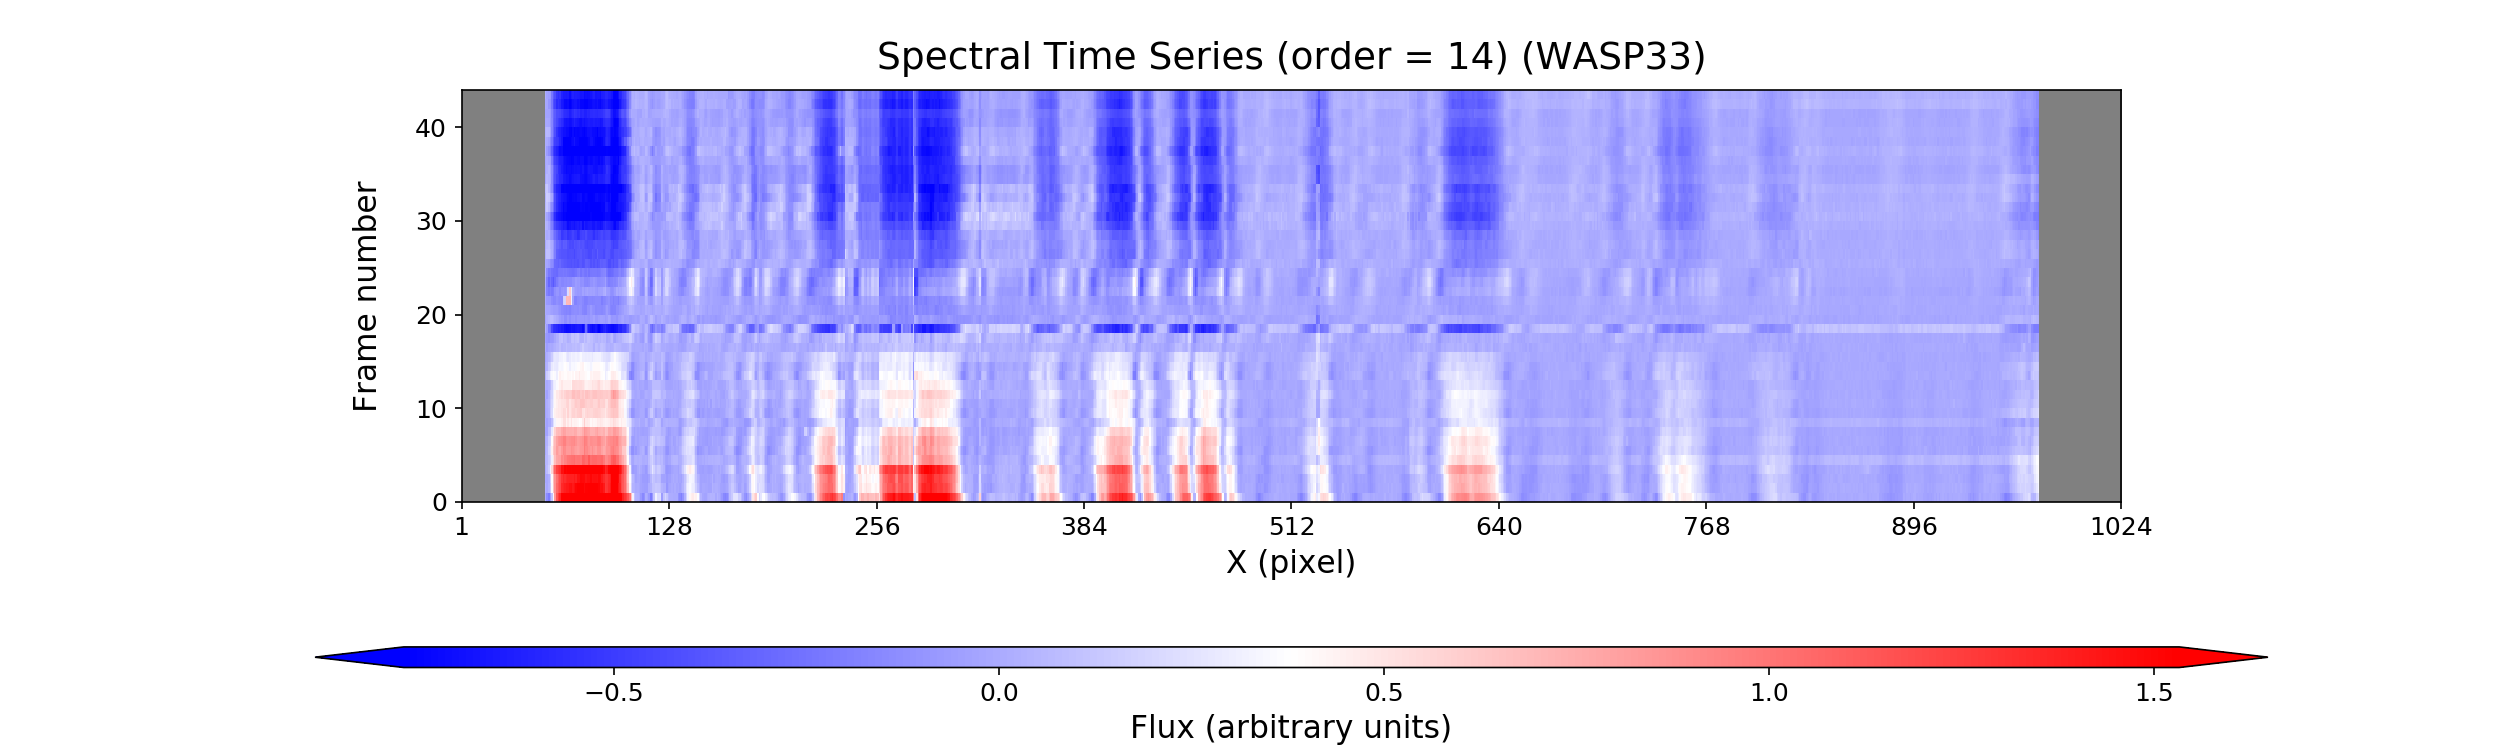 Spectral Time Series (order = 14) (WASP33)
Frame number
40
30
20
10
0
1 128 256 384 512 640 768 896 1024
X (pixel)
−0.5 0.0 0.5 1.0 1.5
Flux (arbitrary units)